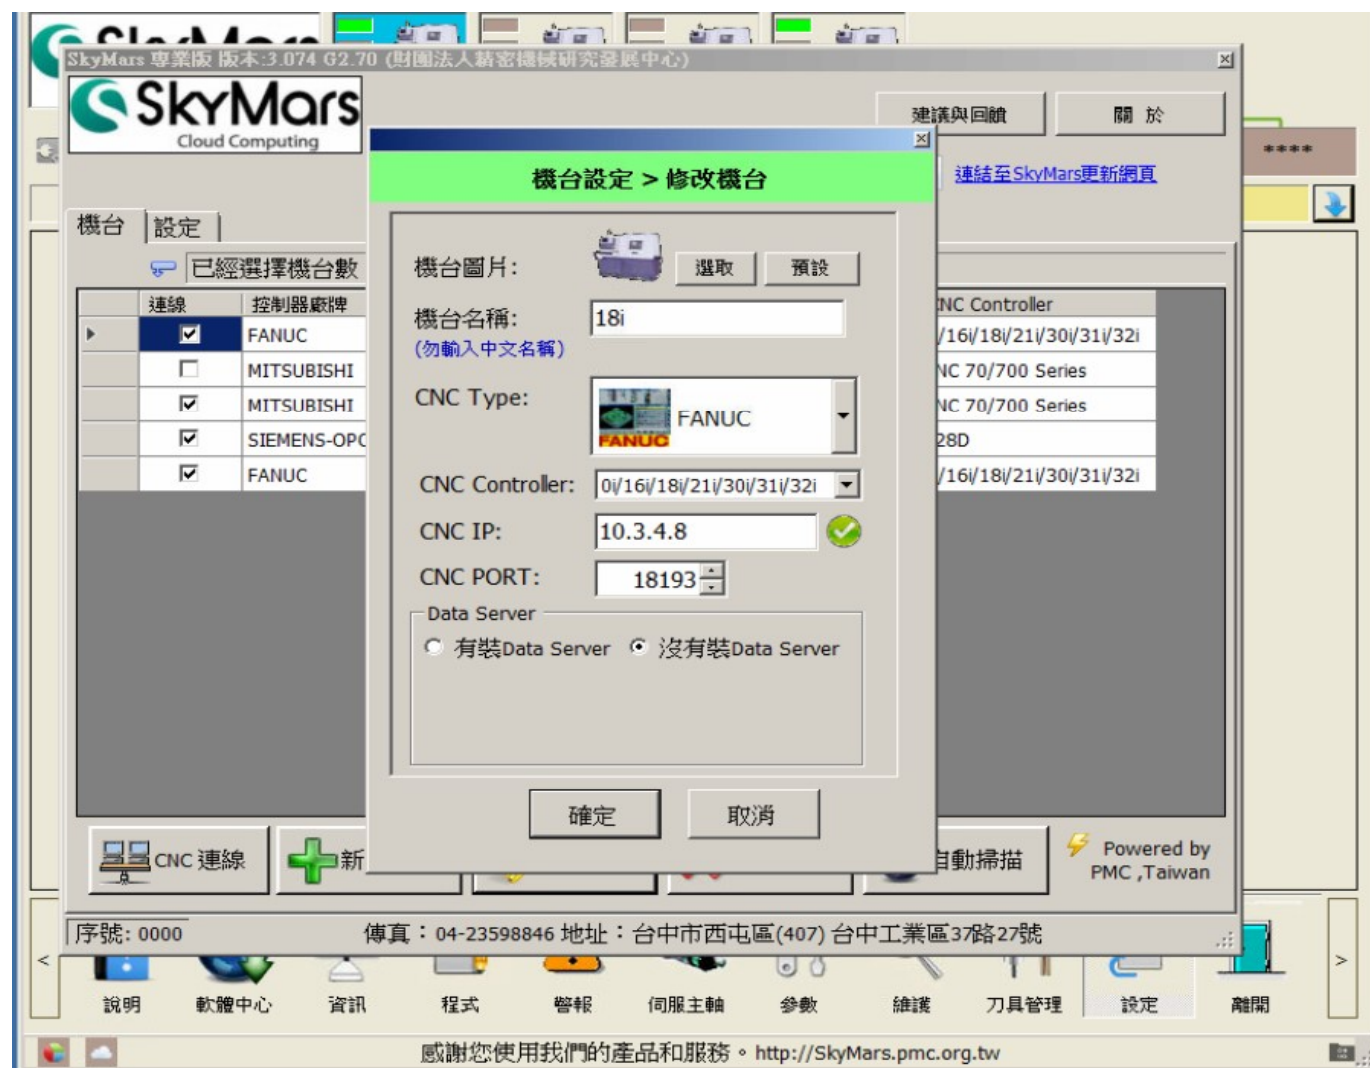 SkyMars 專業版 版本:3.074 G2.70 (財團法人精密機械研究發展中心)
SkyMars
Cloud Computing
建議與回饋
關 於
****
連結至SkyMars更新網頁
機台設定 > 修改機台
機台
設定
已經選擇機台數
連線 控制器廠牌 CNC Controller
FANUC /16i/18i/21i/30i/31i/32i
MITSUBISHI NC 70/700 Series
MITSUBISHI NC 70/700 Series
SIEMENS-OPC 28D
FANUC /16i/18i/21i/30i/31i/32i
機台圖片:
選取
預設
機台名稱: 18i
(勿輸入中文名稱)
CNC Type: FANUC
FANUC
CNC Controller: 0i/16i/18i/21i/30i/31i/32i
CNC IP: 10.3.4.8
CNC PORT: 18193
Data Server
有裝Data Server 沒有裝Data Server
確定
取消
CNC 連線
新
自動掃描
Powered by
PMC ,Taiwan
序號: 0000
傳真：04-23598846 地址：台中市西屯區(407) 台中工業區37路27號
< >
說明 軟體中心 資訊 程式 警報 伺服主軸 參數 維護 刀具管理 設定 離開
感謝您使用我們的產品和服務。http://SkyMars.pmc.org.tw